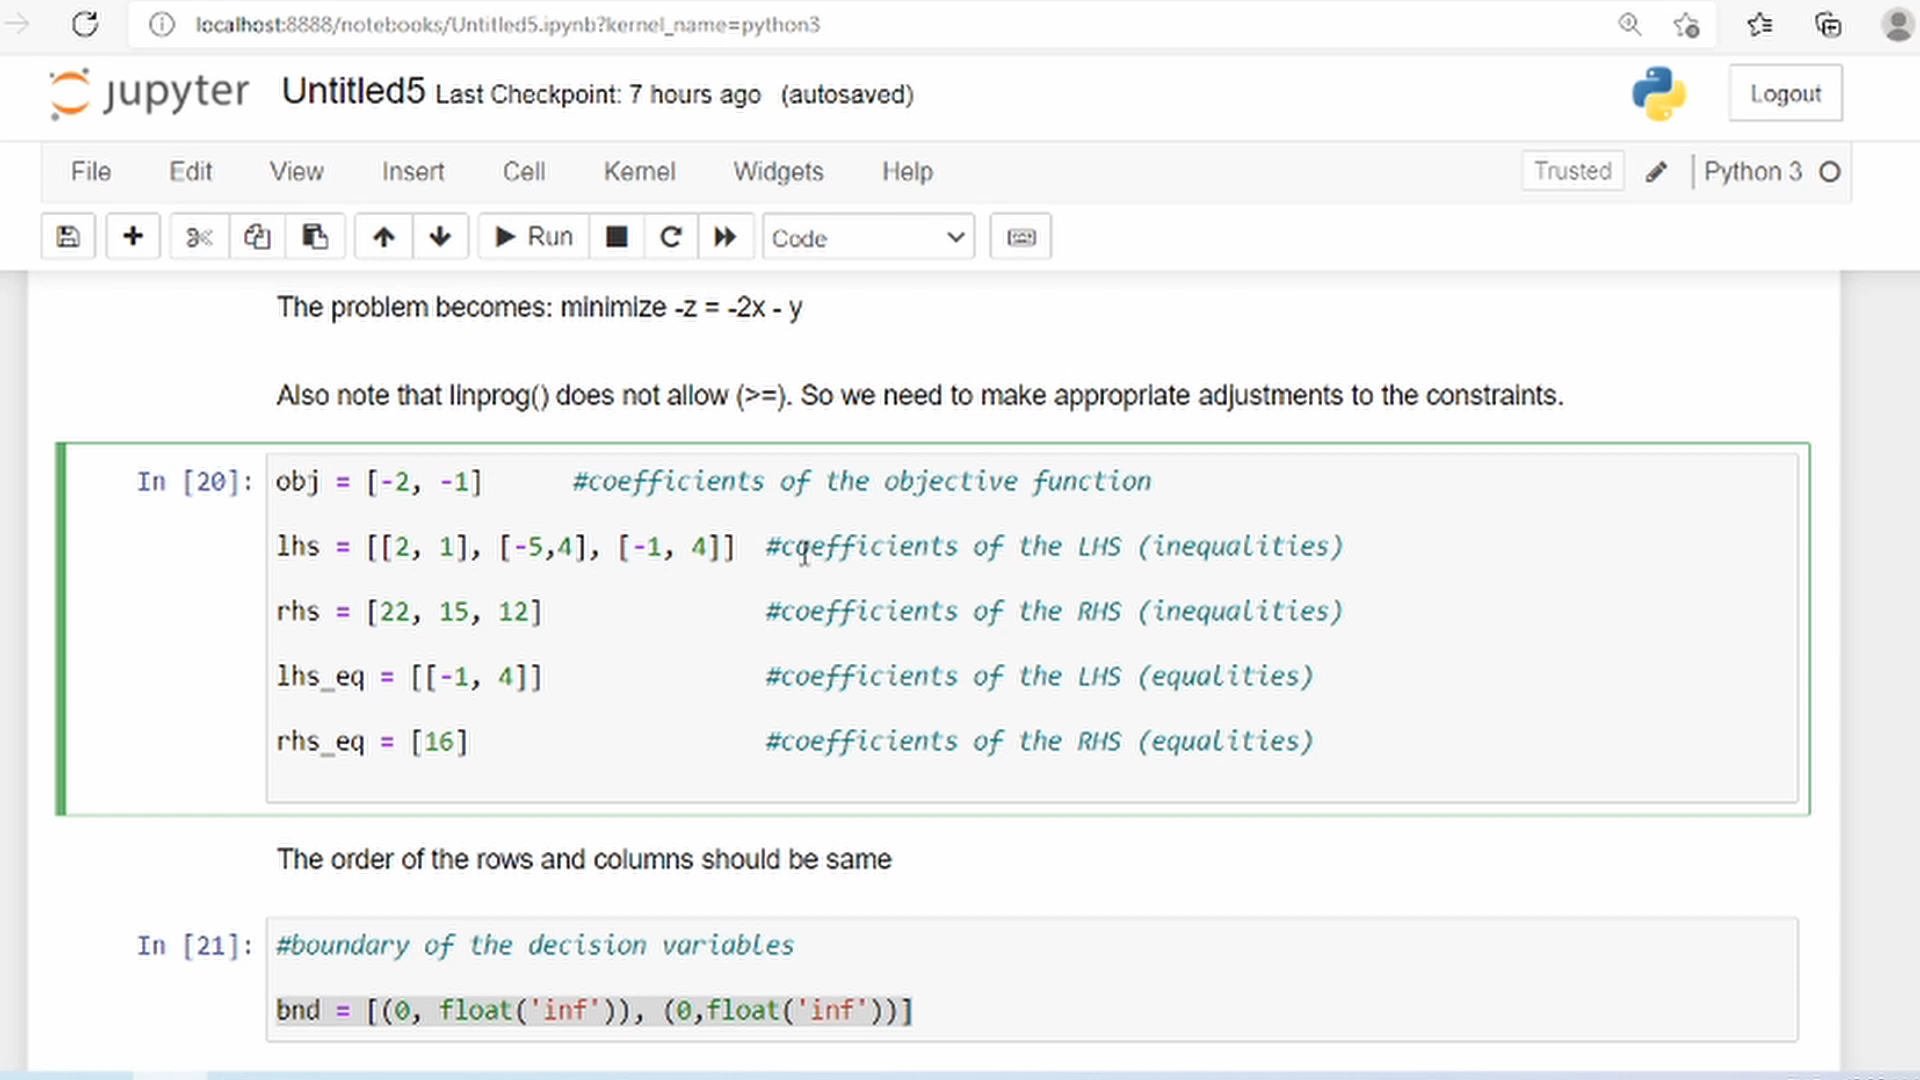 localhost:8888/notebooks/Untitled5.ipynb?kernel_name=python3
jupyter Untitled5 Last Checkpoint: 7 hours ago (autosaved)
Logout
File Edit View Insert Cell Kernel Widgets Help
Trusted Python 3
Run Code
The problem becomes: minimize -z = -2x - y
Also note that linprog() does not allow (>=). So we need to make appropriate adjustments to the constraints.
In [20]: obj = [-2, -1] #coefficients of the objective function
lhs = [[2, 1], [-5,4], [-1, 4]] #coefficients of the LHS (inequalities)
rhs = [22, 15, 12] #coefficients of the RHS (inequalities)
lhs_eq = [[-1, 4]] #coefficients of the LHS (equalities)
rhs_eq = [16] #coefficients of the RHS (equalities)
The order of the rows and columns should be same
In [21]: #boundary of the decision variables
bnd = [(0, float('inf')), (0,float('inf'))]